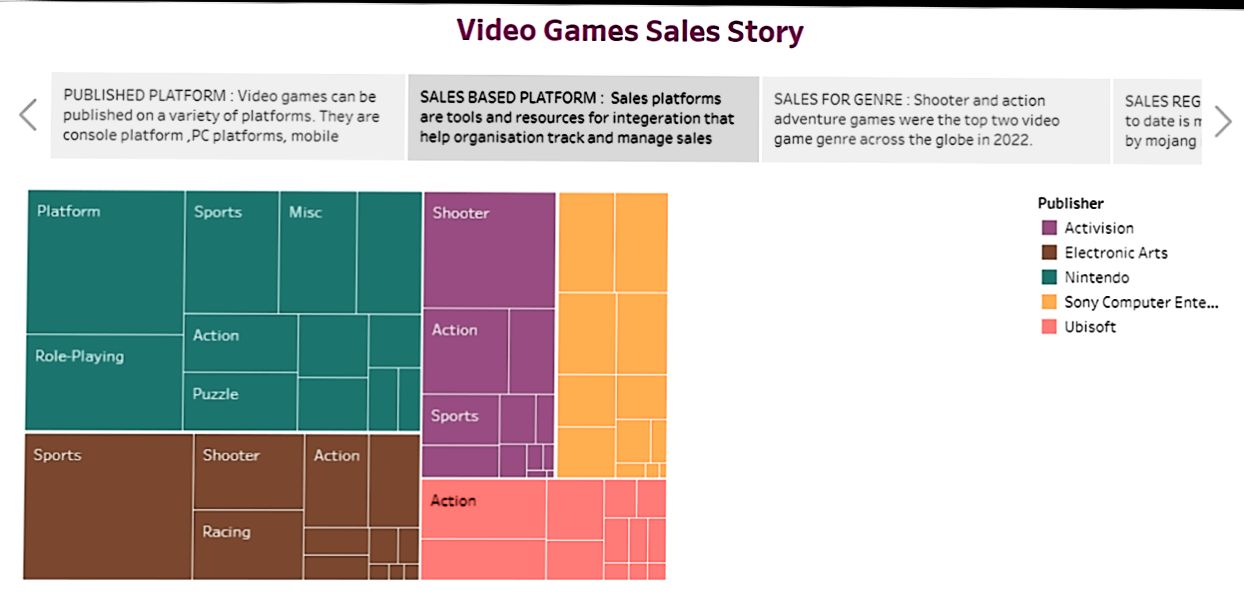 Video Games Sales Story
PUBLISHED PLATFORM : Video games can be
published on a variety of platforms. They are
console platform ,PC platforms, mobile
SALES BASED PLATFORM : Sales platforms
are tools and resources for integeration that
help organisation track and manage sales
SALES FOR GENRE : Shooter and action
adventure games were the top two video
game genre across the globe in 2022.
SALES REG
to date is m
by mojang
Platform
Sports
Misc
Action
Role-Playing
Puzzle
Shooter
Action
Sports
Sports
Shooter
Action
Racing
Action
Publisher
Activision
Electronic Arts
Nintendo
Sony Computer Ente...
Ubisoft